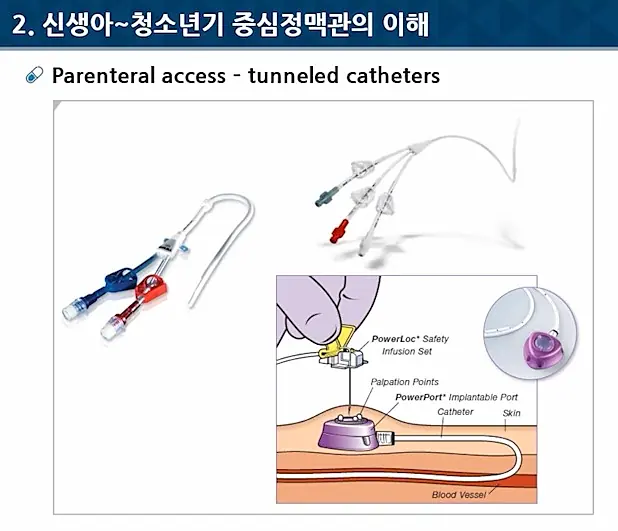 2. 신생아~청소년기 중심정맥관의 이해
Parenteral access - tunneled catheters
PowerLoc* Safety
Infusion Set
Palpation Points
PowerPort* Implantable Port
Catheter
Skin
Blood Vessel